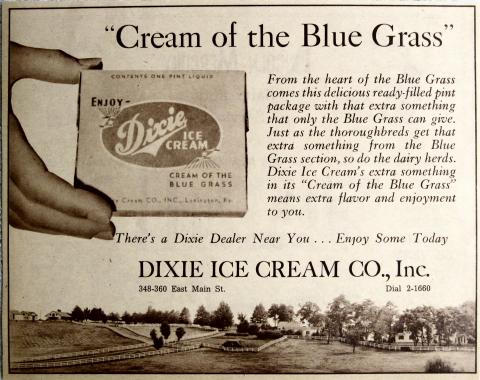 "Cream of the Blue Grass"
CONTENTS ONE PINT LIQUID
ENJOY-
Dixie
ICE
CREAM
CREAM OF THE
BLUE GRASS
Cream CO., INC., Lexington, Ky.
From the heart of the Blue Grass
comes this delicious ready-filled pint
package with that extra something
that only the Blue Grass can give.
Just as the thoroughbreds get that
extra something from the Blue
Grass section, so do the dairy herds.
Dixie Ice Cream's extra something
in its "Cream of the Blue Grass"
means extra flavor and enjoyment
to you.
There's a Dixie Dealer Near You . . . Enjoy Some Today
DIXIE ICE CREAM CO., Inc.
348-360 East Main St. Dial 2-1660